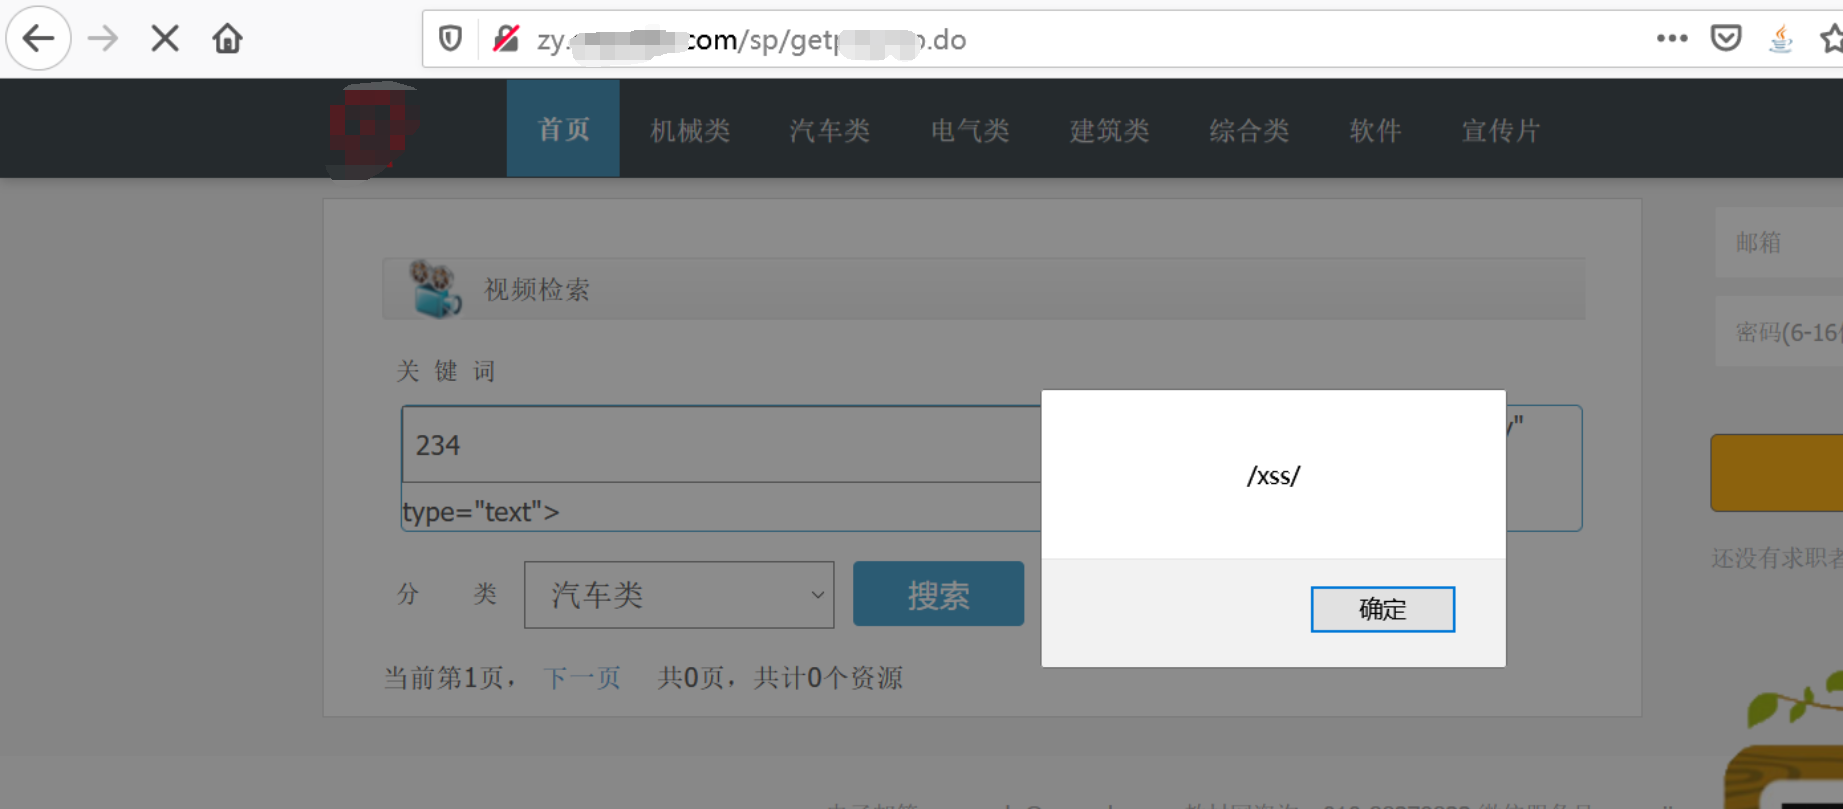 zy. .com/sp/getp .do
首页 机械类 汽车类 电气类 建筑类 综合类 软件 宣传片
邮箱
视频检索
密码(6-16
关 键 词
234
/"
type="text">
/xss/
确定
还没有求职者
分 类 汽车类 搜索
当前第1页， 下一页 共0页，共计0个资源